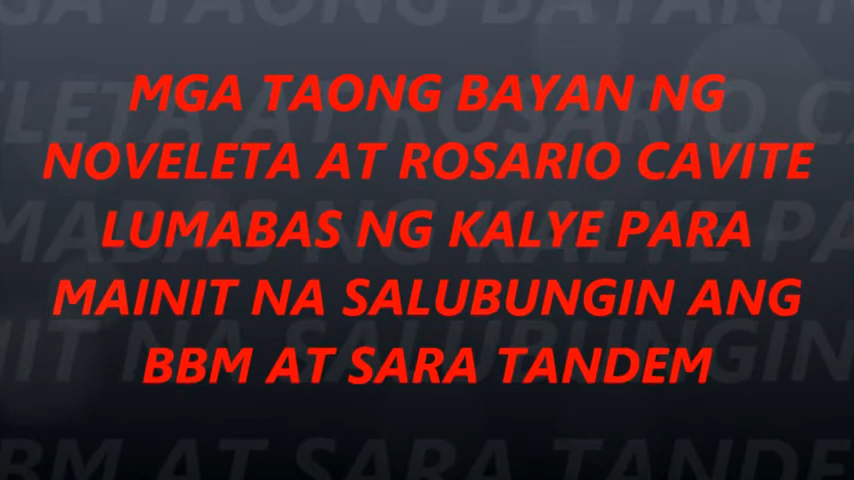 MGA TAONG BAYAN NG
NOVELETA AT ROSARIO CAVITE
LUMABAS NG KALYE PARA
MAINIT NA SALUBUNGIN ANG
BBM AT SARA TANDEM